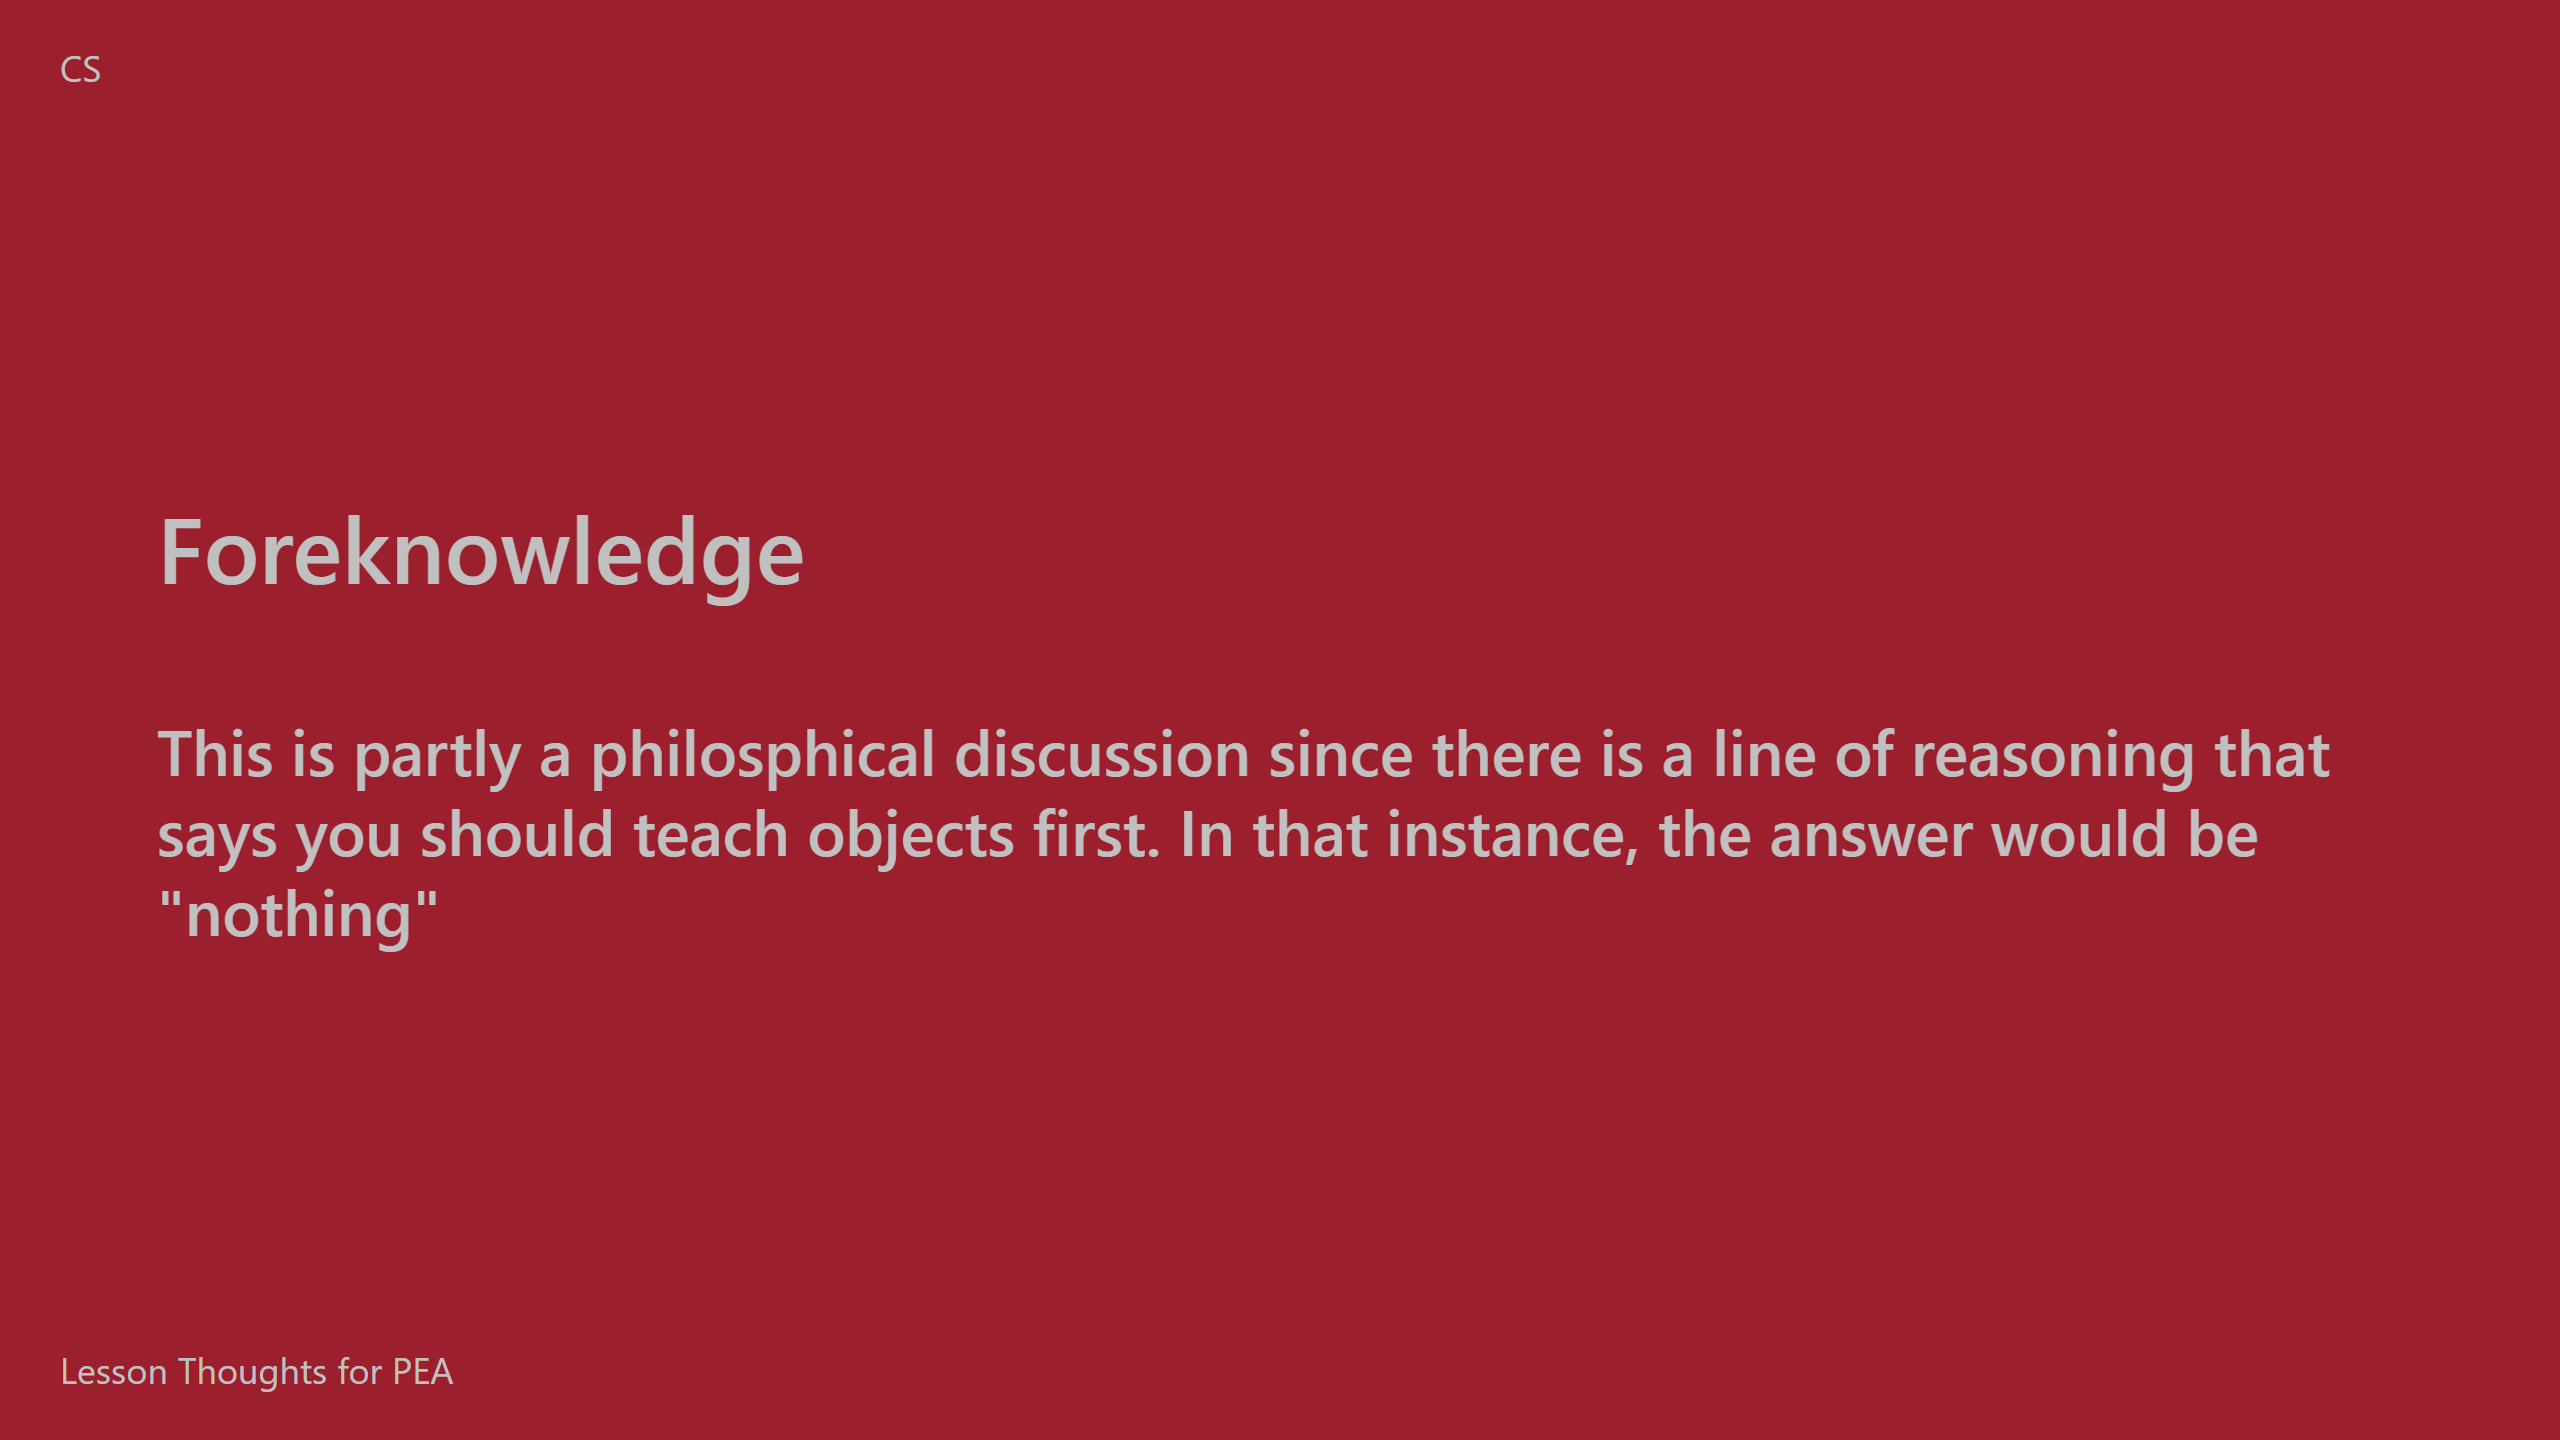 CS
Foreknowledge
This is partly a philosphical discussion since there is a line of reasoning that
says you should teach objects first. In that instance, the answer would be
"nothing"
Lesson Thoughts for PEA